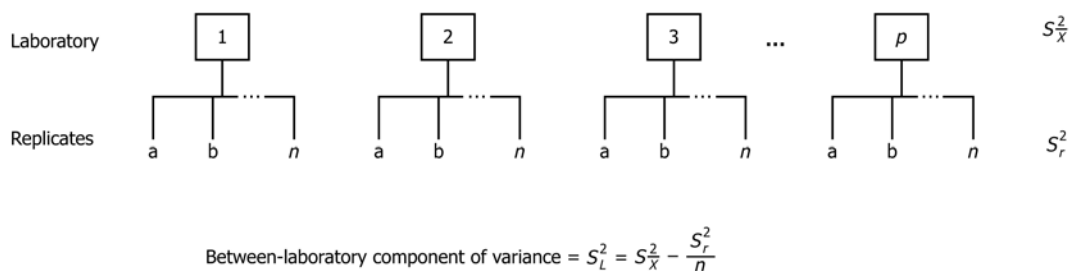 Laboratory 1 2 3 ... p S²_X̄
... ... ... ...
Replicates a b n a b n a b n a b n S²_r
Between-laboratory component of variance = S²_L = S²_X̄ − S²_r/n